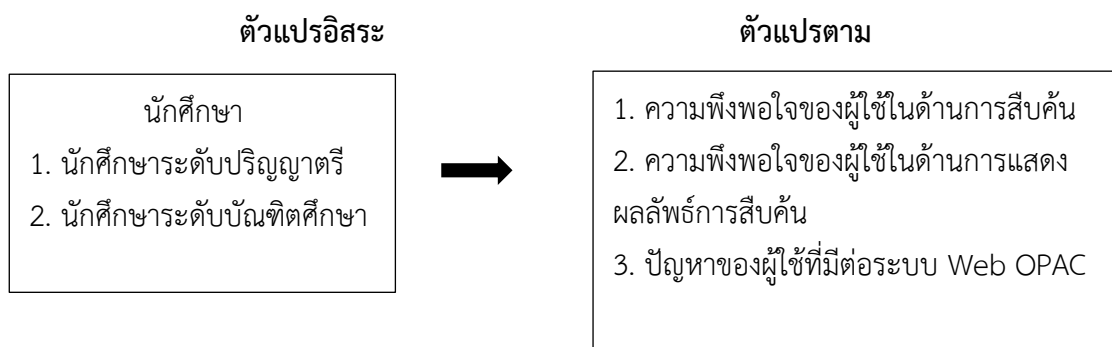 ตัวแปรอิสระ
ตัวแปรตาม
นักศึกษา
1. นักศึกษาระดับปริญญาตรี
2. นักศึกษาระดับบัณฑิตศึกษา
1. ความพึงพอใจของผู้ใช้ในด้านการสืบค้น
2. ความพึงพอใจของผู้ใช้ในด้านการแสดง
ผลลัพธ์การสืบค้น
3. ปัญหาของผู้ใช้ที่มีต่อระบบ Web OPAC